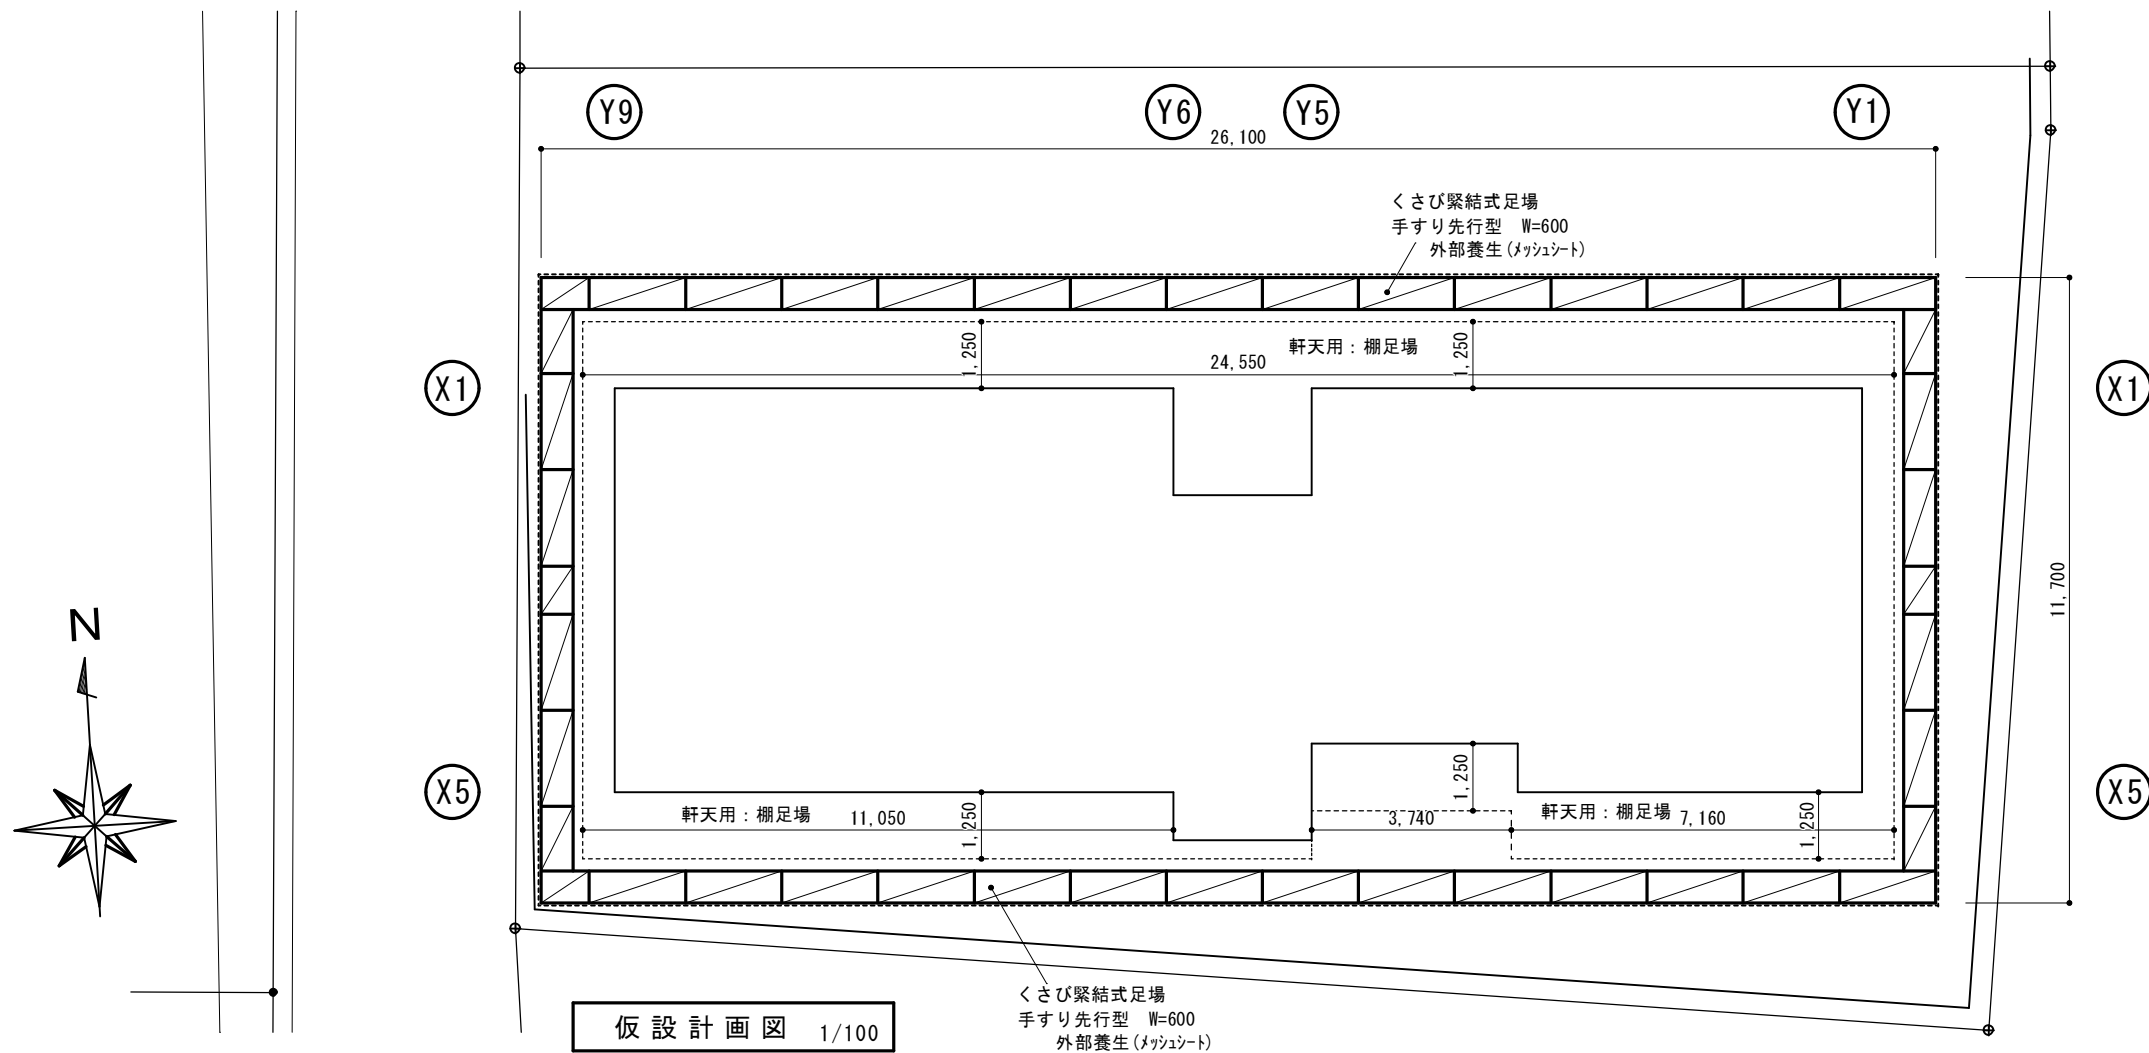 Y9
Y6
Y5
Y1
26,100
くさび緊結式足場
手すり先行型 W=600
外部養生(メッシュシート)
1,250
軒天用：棚足場
1,250
24,550
X1
X1
11,700
N
X5
X5
1,250
軒天用：棚足場
11,050
1,250
3,740
軒天用：棚足場
7,160
1,250
くさび緊結式足場
手すり先行型 W=600
外部養生(メッシュシート)
仮設計画図 1/100